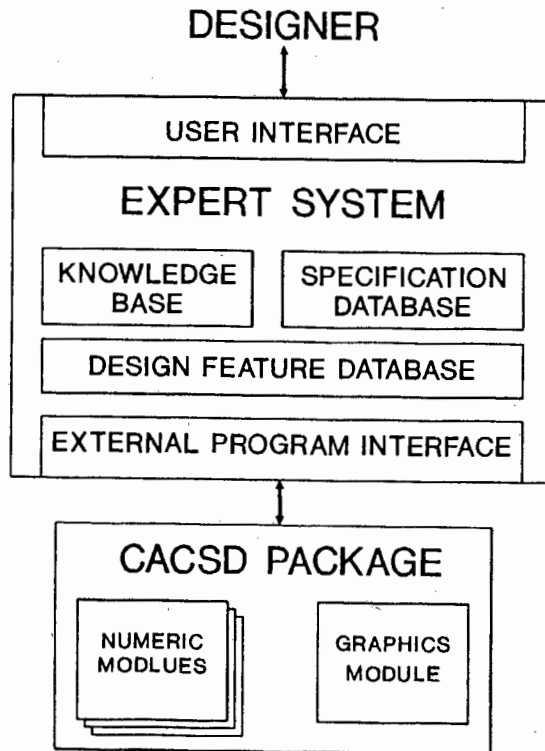 DESIGNER
USER INTERFACE
EXPERT SYSTEM
KNOWLEDGE
BASE
SPECIFICATION
DATABASE
DESIGN FEATURE DATABASE
EXTERNAL PROGRAM INTERFACE
CACSD PACKAGE
NUMERIC
MODLUES
GRAPHICS
MODULE